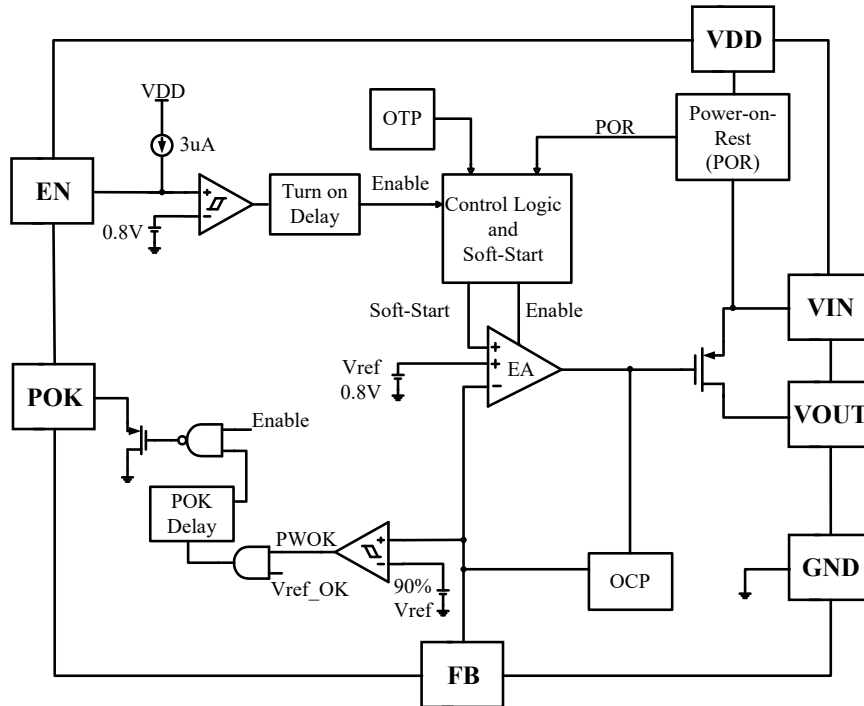 VDD
VDD
3uA
OTP
POR
Power-on-
Rest
(POR)
EN
+
−
0.8V
Turn on
Delay
Enable
Control Logic
and
Soft-Start
Soft-Start
Enable
VIN
Vref
0.8V
+
+
−
EA
POK
VOUT
Enable
POK
Delay
PWOK
+
−
Vref_OK
90%
Vref
OCP
GND
FB